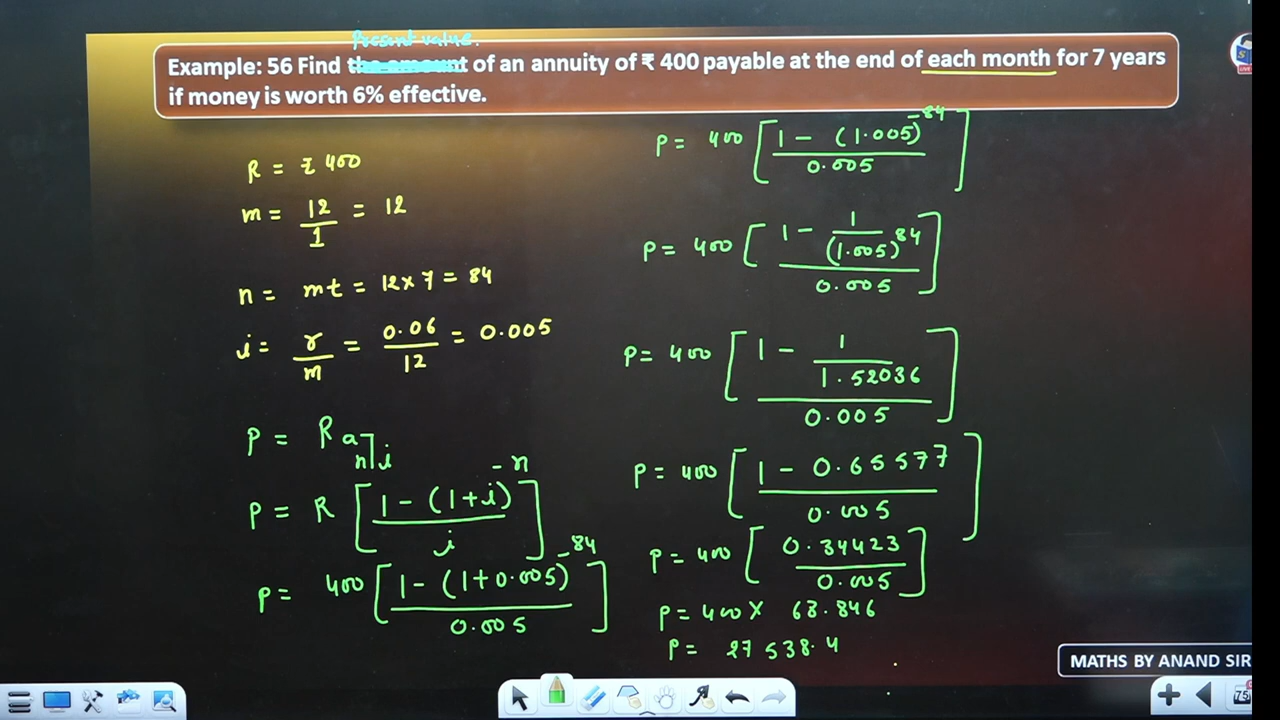 Present value.
Example: 56 Find the amount of an annuity of ₹ 400 payable at the end of each month for 7 years
if money is worth 6% effective.
R = ₹ 400
m = 12/1 = 12
n = mt = 12 × 7 = 84
i = r/m = 0.06/12 = 0.005
P = R a n⌉ i
P = R [1 - (1+i)^-n / i]
P = 400 [1 - (1+0.005)^-84 / 0.005]
P = 400 [1 - (1.005)^-84 / 0.005]
P = 400 [1 - 1/(1.005)^84 / 0.005]
P = 400 [1 - 1/1.52036 / 0.005]
P = 400 [1 - 0.65577 / 0.005]
P = 400 [0.34423 / 0.005]
P = 400 × 68.846
P = 27538.4
MATHS BY ANAND SIR